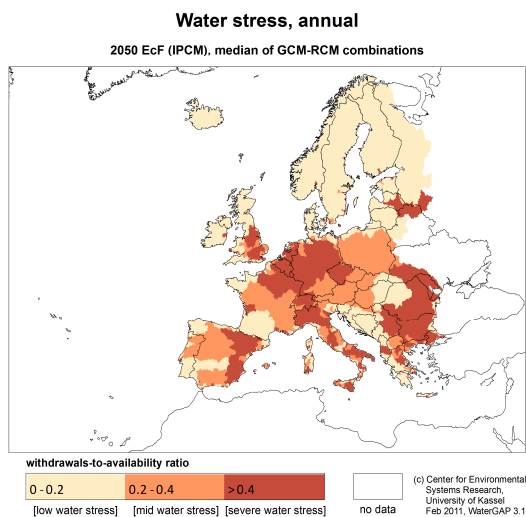 Water stress, annual
2050 EcF (IPCM), median of GCM-RCM combinations
withdrawals-to-availability ratio
0 - 0.2
0.2 - 0.4
> 0.4
[low water stress]
[mid water stress]
[severe water stress]
no data
(c) Center for Environmental
Systems Research,
University of Kassel
Feb 2011, WaterGAP 3.1